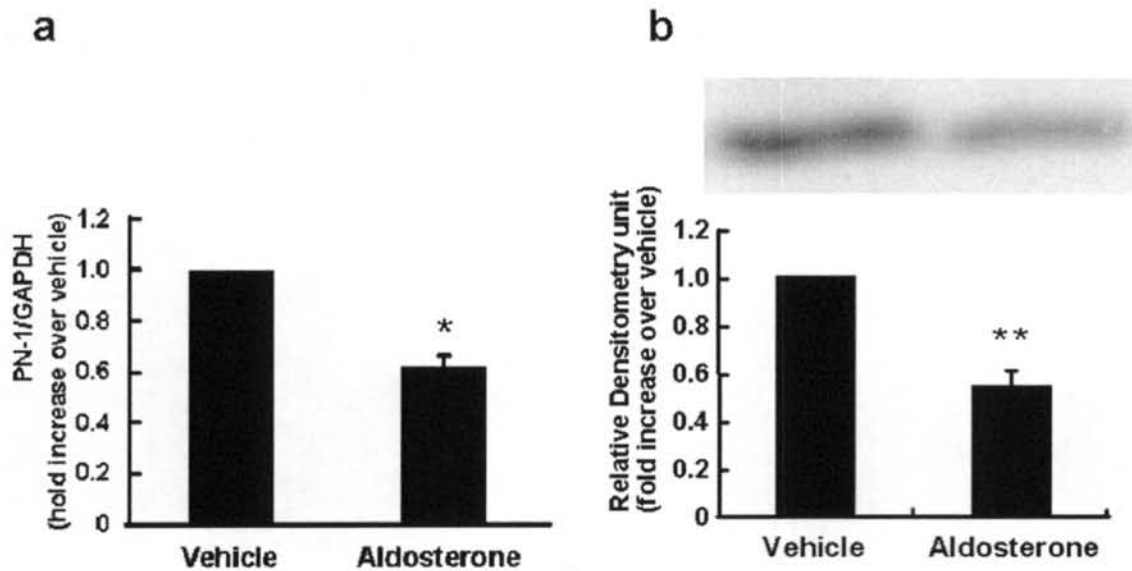 a
PN-1/GAPDH
(hold increase over vehicle)
1.2
1.0
0.8
0.6
0.4
0.2
0
*
Vehicle
Aldosterone
b
Relative Densitometry unit
(fold increase over vehicle)
1.2
1.0
0.8
0.6
0.4
0.2
0
**
Vehicle
Aldosterone